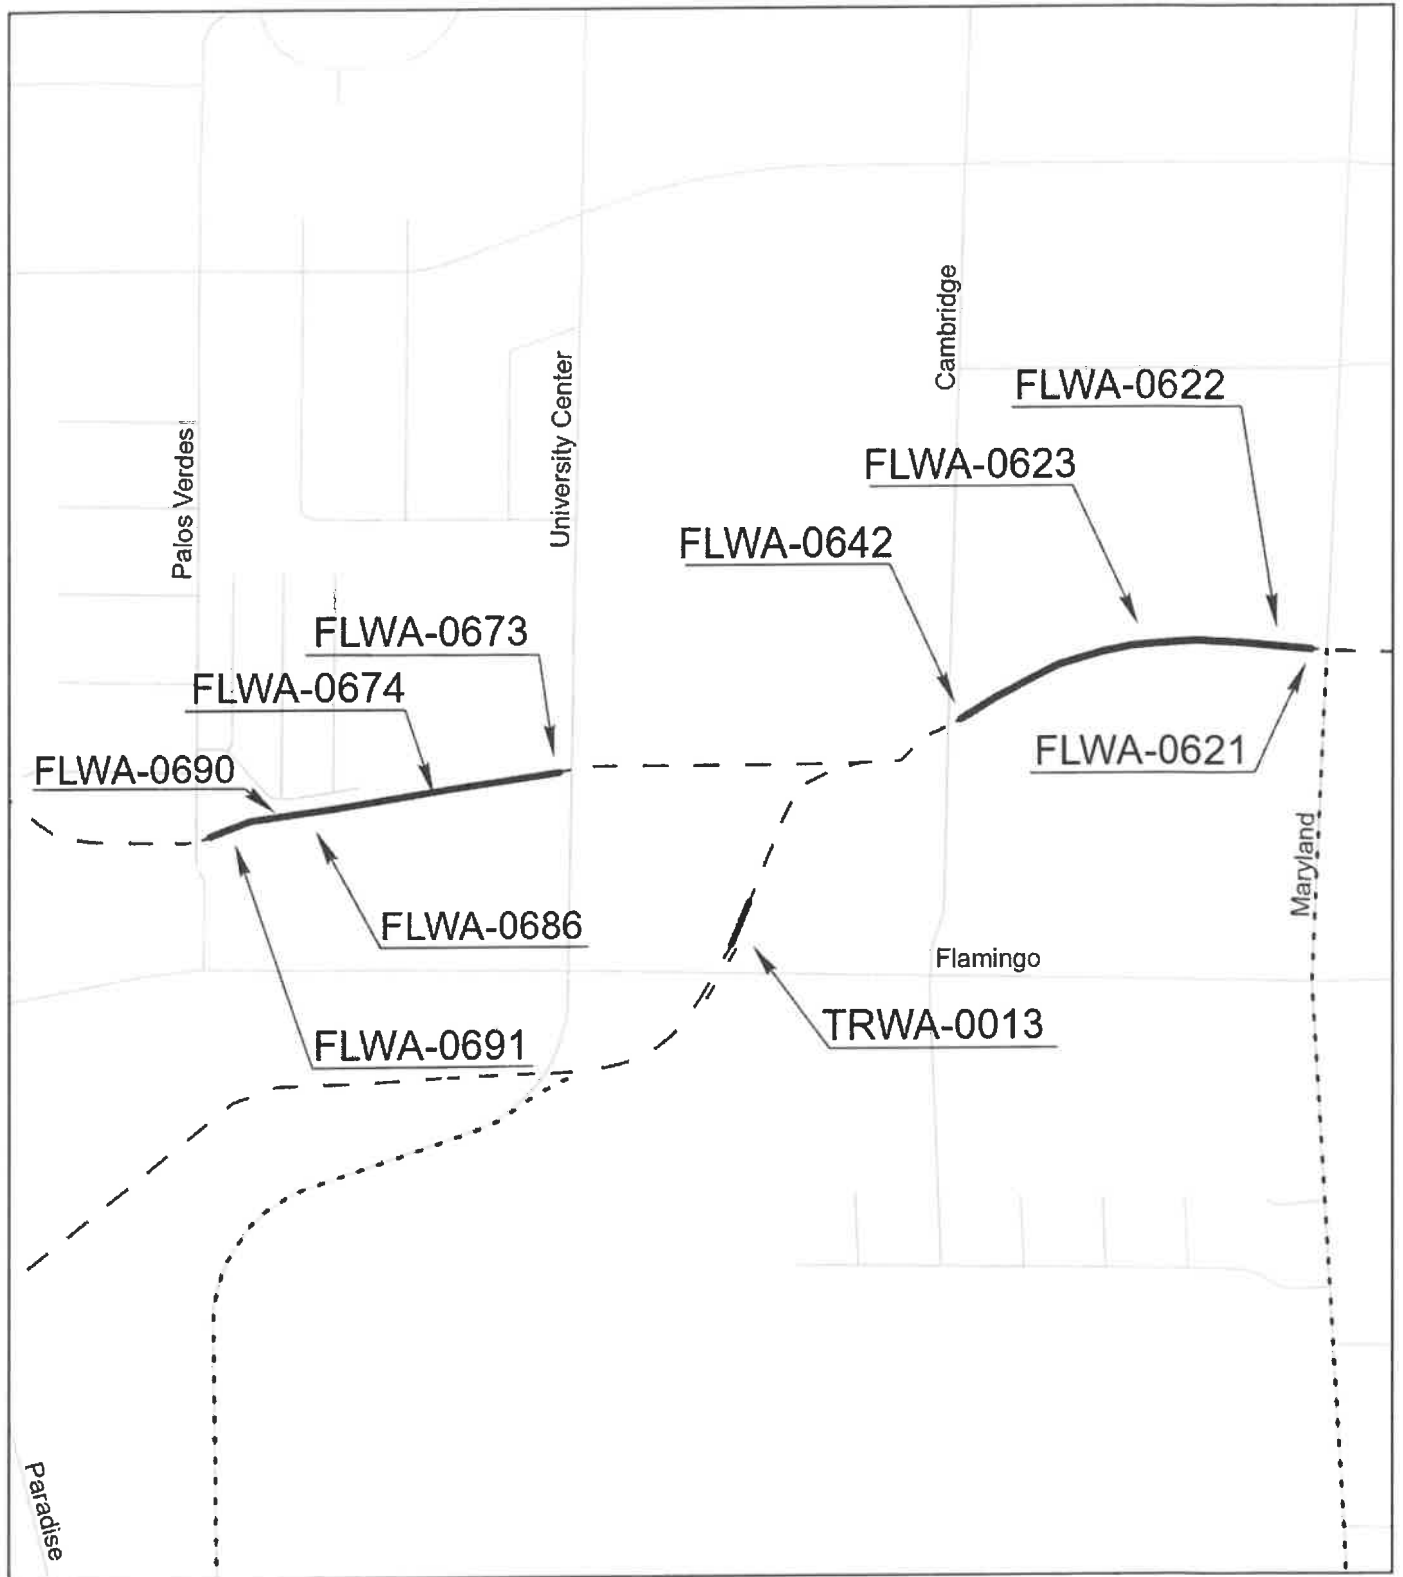 Cambridge
University Center
FLWA-0622
Palos Verdes
FLWA-0623
FLWA-0642
FLWA-0673
FLWA-0674
FLWA-0621
FLWA-0690
Maryland
FLWA-0686
Flamingo
TRWA-0013
FLWA-0691
Paradise